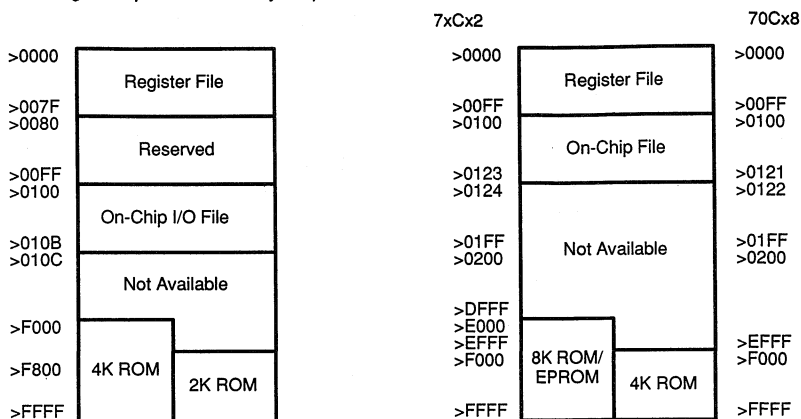 7xCx2
70Cx8
>0000
Register File
>007F
>0080
Reserved
>00FF
>0100
On-Chip I/O File
>010B
>010C
Not Available
>F000
>F800
4K ROM
2K ROM
>FFFF
>0000
>0000
Register File
>00FF
>00FF
>0100
>0100
On-Chip File
>0123
>0121
>0124
>0122
>01FF
>01FF
Not Available
>0200
>0200
>DFFF
>E000
>EFFF
>EFFF
>F000
>F000
8K ROM/
EPROM
4K ROM
>FFFF
>FFFF